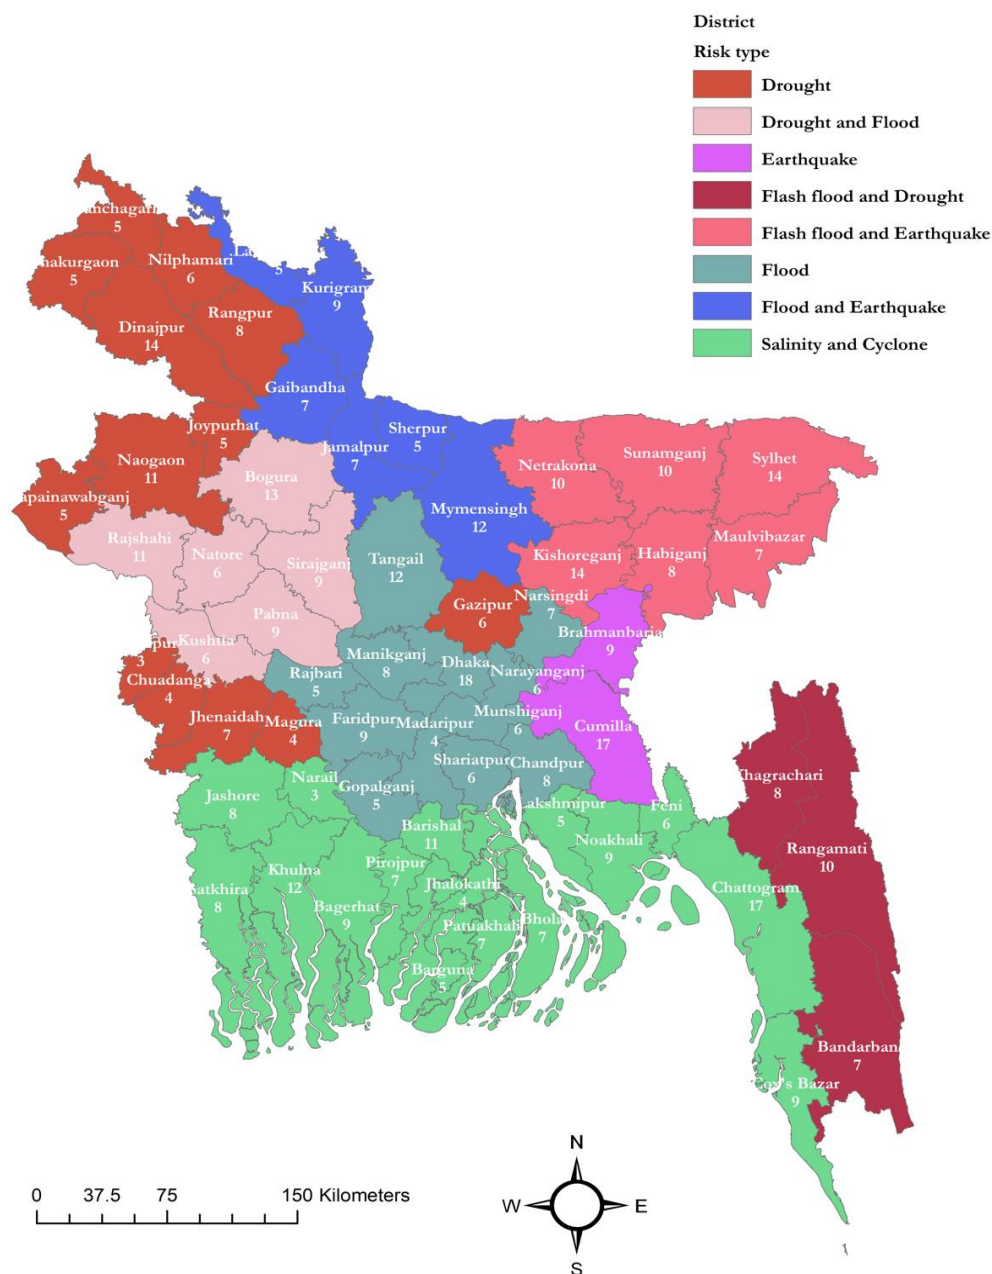 District
Risk type
Drought
Drought and Flood
Earthquake
Flash flood and Drought
Flash flood and Earthquake
Flood
Flood and Earthquake
Salinity and Cyclone
5
5
Nilphamari
6
5
Kurigram
9
Rangpur
8
Dinajpur
14
Gaibandha
7
Joypurhat
5
Jamalpur
7
Sherpur
5
Naogaon
11
Bogura
13
5
Netrakona
10
Sunamganj
10
Sylhet
14
Mymensingh
12
Rajshahi
11
Natore
6
Sirajganj
9
Tangail
12
Kishoreganj
14
Habiganj
8
Maulvibazar
7
Gazipur
6
Narsingdi
7
Pabna
9
Kushtia
6
3
Brahmanbaria
9
Chuadanga
4
Rajbari
5
Manikganj
8
Dhaka
18
Narayanganj
6
Jhenaidah
7
Magura
4
Faridpur
9
Madaripur
4
Munshiganj
6
Cumilla
17
Shariatpur
6
Chandpur
8
Gopalganj
5
Narail
3
Jashore
8
Khagrachari
8
Lakshmipur
5
Feni
6
Noakhali
9
Barishal
11
Rangamati
10
Pirojpur
7
Khulna
12
Jhalokathi
4
Satkhira
8
Bagerhat
9
Patuakhali
7
Bhola
7
Chattogram
17
Barguna
5
Bandarban
7
Cox's Bazar
9
N
W
E
S
0 37.5 75 150 Kilometers